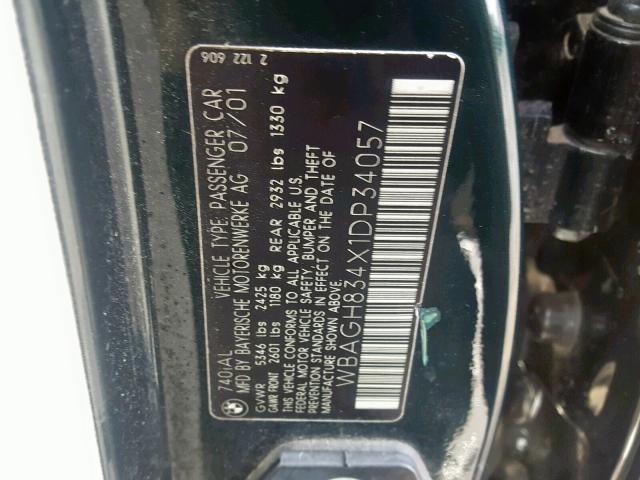 2 122 606
740iAL VEHICLE TYPE: PASSENGER CAR
MFD BY BAYERISCHE MOTORENWERKE AG 07/01
GVWR 5346 lbs 2425 kg
GAWR FRONT 2601 lbs 1180 kg REAR 2932 lbs 1330 kg
THIS VEHICLE CONFORMS TO ALL APPLICABLE U.S.
FEDERAL MOTOR VEHICLE SAFETY, BUMPER, AND THEFT
PREVENTION STANDARDS IN EFFECT ON THE DATE OF
MANUFACTURE SHOWN ABOVE.
WBAGH834X1DP34057